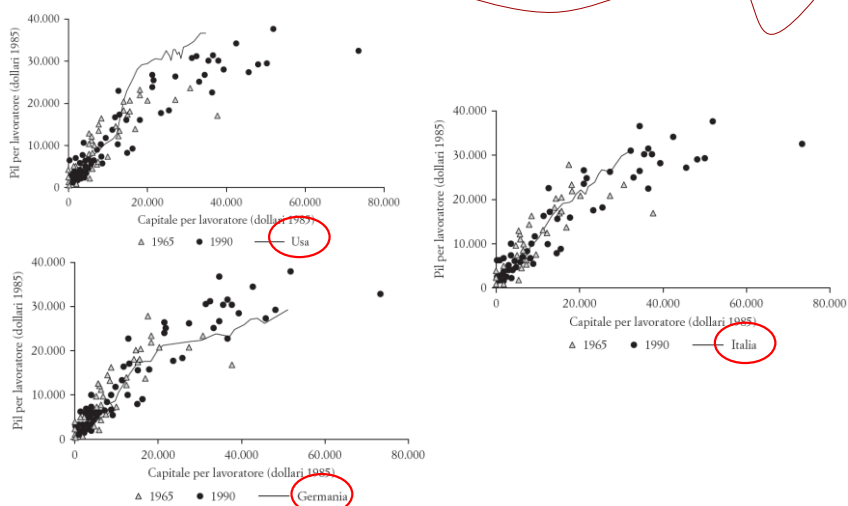 Pil per lavoratore (dollari 1985)
40.000
30.000
20.000
10.000
0
0 20.000 40.000 60.000 80.000
Capitale per lavoratore (dollari 1985)
1965 1990 Usa
Pil per lavoratore (dollari 1985)
40.000
30.000
20.000
10.000
0
0 20.000 40.000 60.000 80.000
Capitale per lavoratore (dollari 1985)
1965 1990 Germania
Pil per lavoratore (dollari 1985)
40.000
30.000
20.000
10.000
0
0 20.000 40.000 60.000 80.000
Capitale per lavoratore (dollari 1985)
1965 1990 Italia